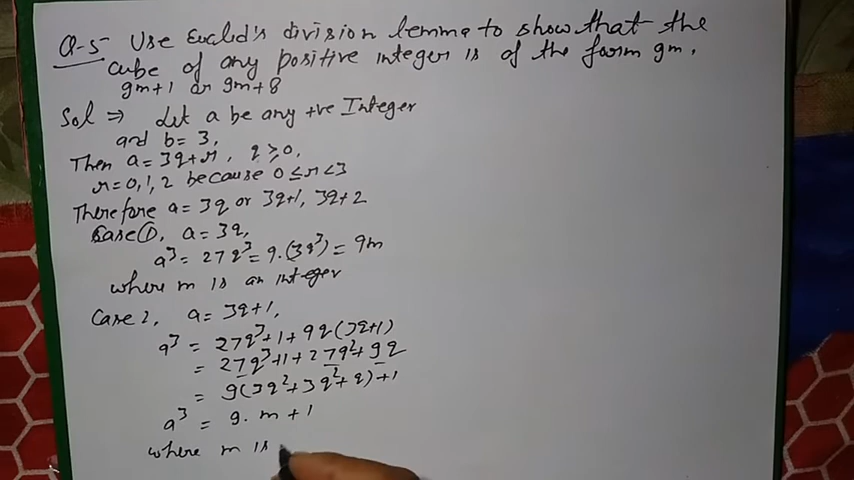 Q-5 Use Euclid's division lemma to show that the
cube of any positive integer is of the form 9m,
9m+1 or 9m+8
Sol ⇒ Let a be any +ve Integer
and b = 3,
Then a = 3q+r, q ≥ 0,
r = 0, 1, 2 because 0 ≤ r < 3
Therefore a = 3q or 3q+1, 3q+2
Case ①, a = 3q,
a³ = 27q³ = 9.(3q³) = 9m
where m is an integer
Case 2, a = 3q+1,
a³ = 27q³+1+9q(3q+1)
= 27q³+1+27q²+9q
= 9(3q²+3q²+q)+1
a³ = 9. m + 1
where m is